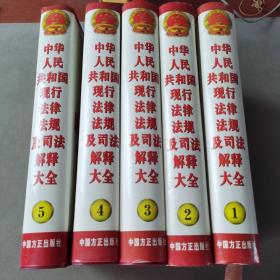 中华
人民
共和国
现行
法律
法规
及司法
解释
大全
5
中国方正出版社
中华
人民
共和国
现行
法律
法规
及司法
解释
大全
4
中国方正出版社
中华
人民
共和国
现行
法律
法规
及司法
解释
大全
3
中国方正出版社
中华
人民
共和国
现行
法律
法规
及司法
解释
大全
2
中国方正出版社
中华
人民
共和国
现行
法律
法规
及司法
解释
大全
1
中国方正出版社